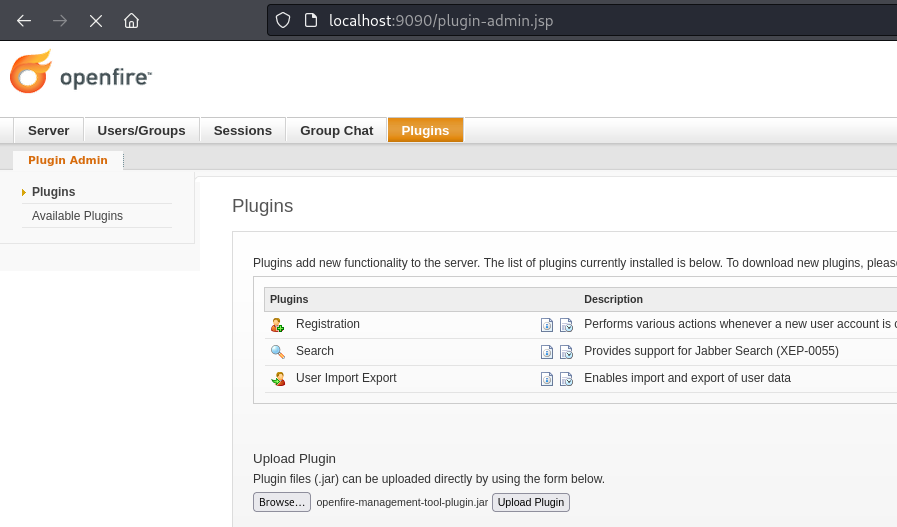 localhost:9090/plugin-admin.jsp
openfire™
Server Users/Groups Sessions Group Chat Plugins
Plugin Admin
Plugins
Available Plugins
Plugins
Plugins add new functionality to the server. The list of plugins currently installed is below. To download new plugins, please
Plugins Description
Registration Performs various actions whenever a new user account is
Search Provides support for Jabber Search (XEP-0055)
User Import Export Enables import and export of user data
Upload Plugin
Plugin files (.jar) can be uploaded directly by using the form below.
Browse... openfire-management-tool-plugin.jar Upload Plugin